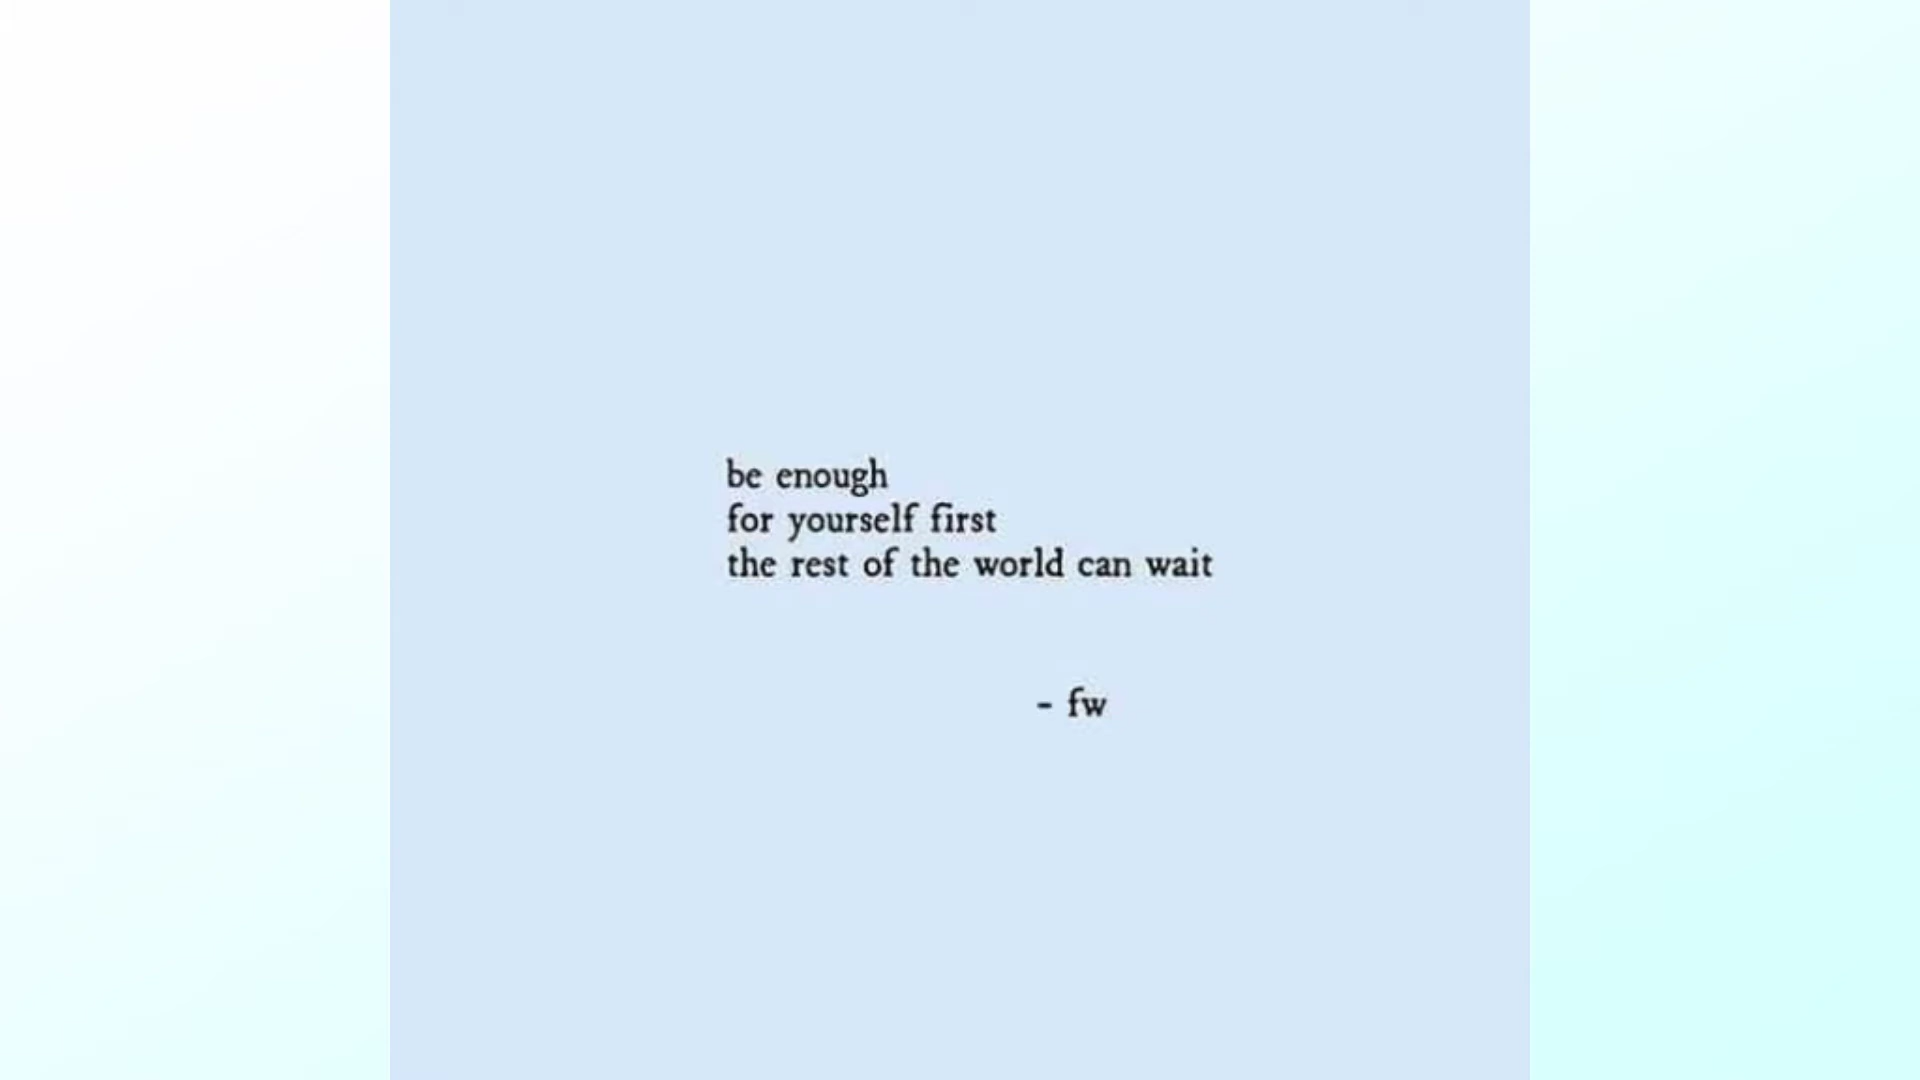 be enough
for yourself first
the rest of the world can wait
- fw